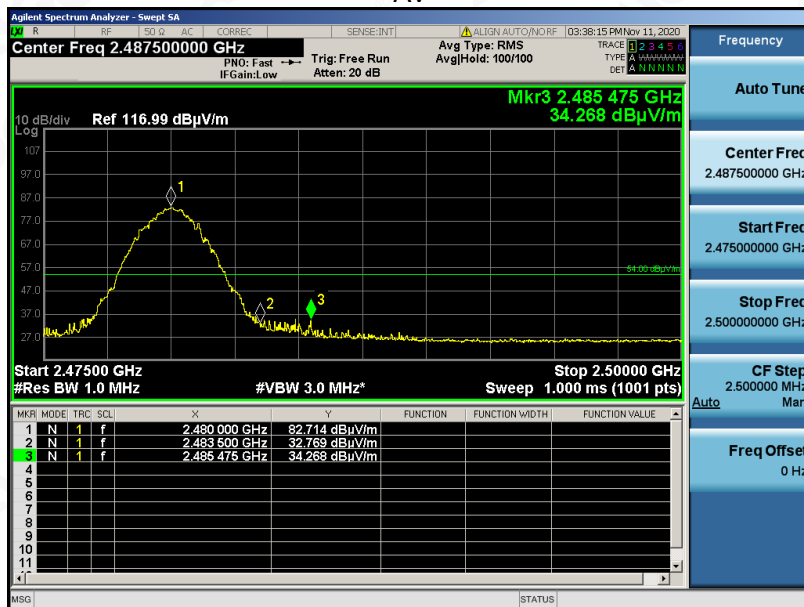 Agilent Spectrum Analyzer - Swept SA
R RF 50 Ω AC CORREC SENSE:INT ALIGN AUTO/NO RF 03:38:15 PM Nov 11, 2020
Center Freq 2.487500000 GHz
PNO: Fast
IFGain:Low
Trig: Free Run
Atten: 20 dB
Avg Type: RMS
Avg|Hold: 100/100
TRACE 1 2 3 4 5 6
TYPE A
DET A N N N N N
Mkr3 2.485 475 GHz
34.268 dBµV/m
10 dB/div Ref 116.99 dBµV/m
Log
107
97.0
87.0
77.0
67.0
57.0
47.0
37.0
27.0
1
2
3
54.00 dBµV/m
Start 2.47500 GHz Stop 2.50000 GHz
#Res BW 1.0 MHz #VBW 3.0 MHz* Sweep 1.000 ms (1001 pts)
MKR MODE TRC SCL X Y FUNCTION FUNCTION WIDTH FUNCTION VALUE
1 N 1 f 2.480 000 GHz 82.714 dBµV/m
2 N 1 f 2.483 500 GHz 32.769 dBµV/m
3 N 1 f 2.485 475 GHz 34.268 dBµV/m
4
5
6
7
8
9
10
11
MSG STATUS
Frequency
Auto Tune
Center Freq
2.487500000 GHz
Start Freq
2.475000000 GHz
Stop Freq
2.500000000 GHz
CF Step
2.500000 MHz
Auto Man
Freq Offset
0 Hz